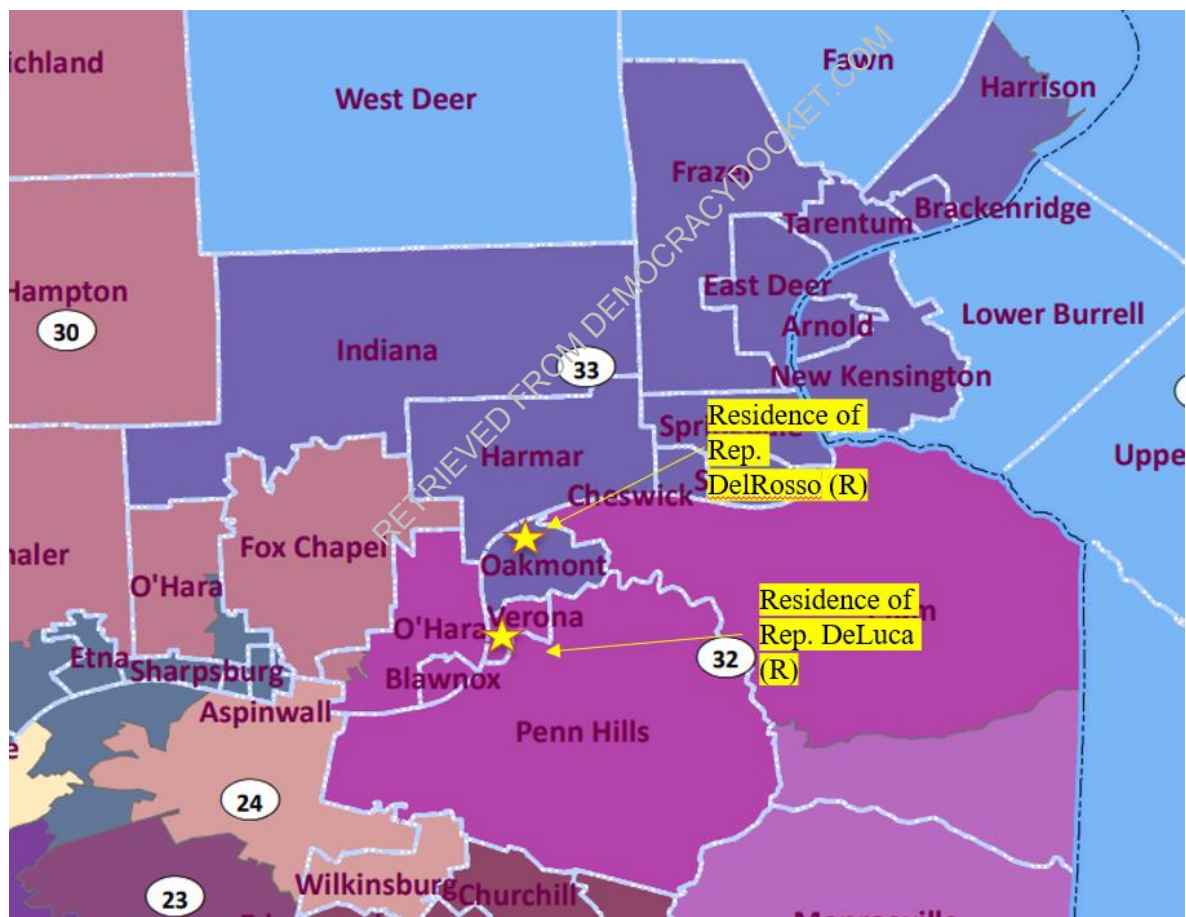 ichland
West Deer
Fawn
Harrison
Frazer
Tarentum
Brackenridge
Hampton
30
Indiana
33
East Deer
Arnold
Lower Burrell
New Kensington
Residence of
Rep.
DelRosso (R)
Harmar
Cheswick
Uppe
haler
O'Hara
Fox Chapel
Oakmont
O'Hara
Verona
Residence of
Rep. DeLuca
(R)
32
Etna
Sharpsburg
Blawnox
Aspinwall
Penn Hills
e
24
23
Wilkinsburg
Churchill
RETRIEVED FROM DEMOCRACYDOCKET.COM